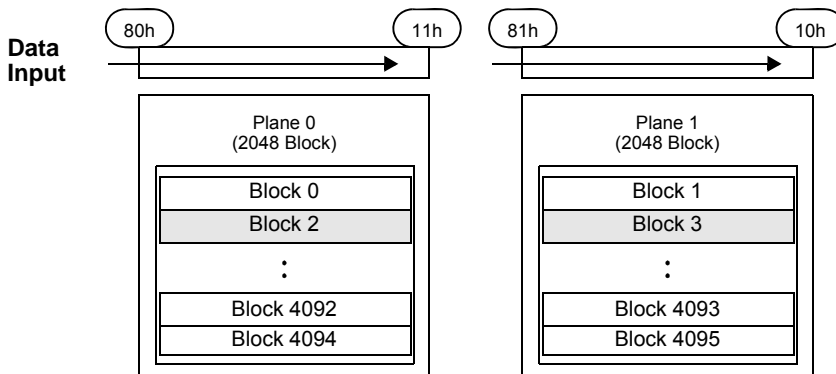 80h
11h
81h
10h
Data
Input
Plane 0
(2048 Block)
Block 0
Block 2
:
Block 4092
Block 4094
Plane 1
(2048 Block)
Block 1
Block 3
:
Block 4093
Block 4095